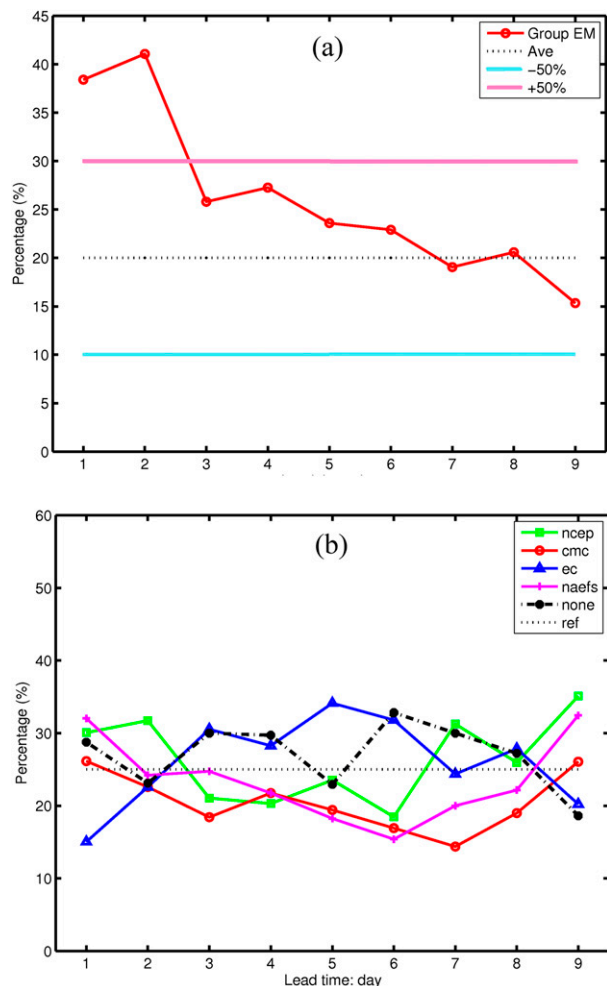 (a)
Group EM
Ave
−50%
+50%
Percentage (%)
45
40
35
30
25
20
15
10
5
0
1 2 3 4 5 6 7 8 9
(b)
ncep
cmc
ec
naefs
none
ref
Percentage (%)
60
50
40
30
20
10
0
1 2 3 4 5 6 7 8 9
Lead time: day